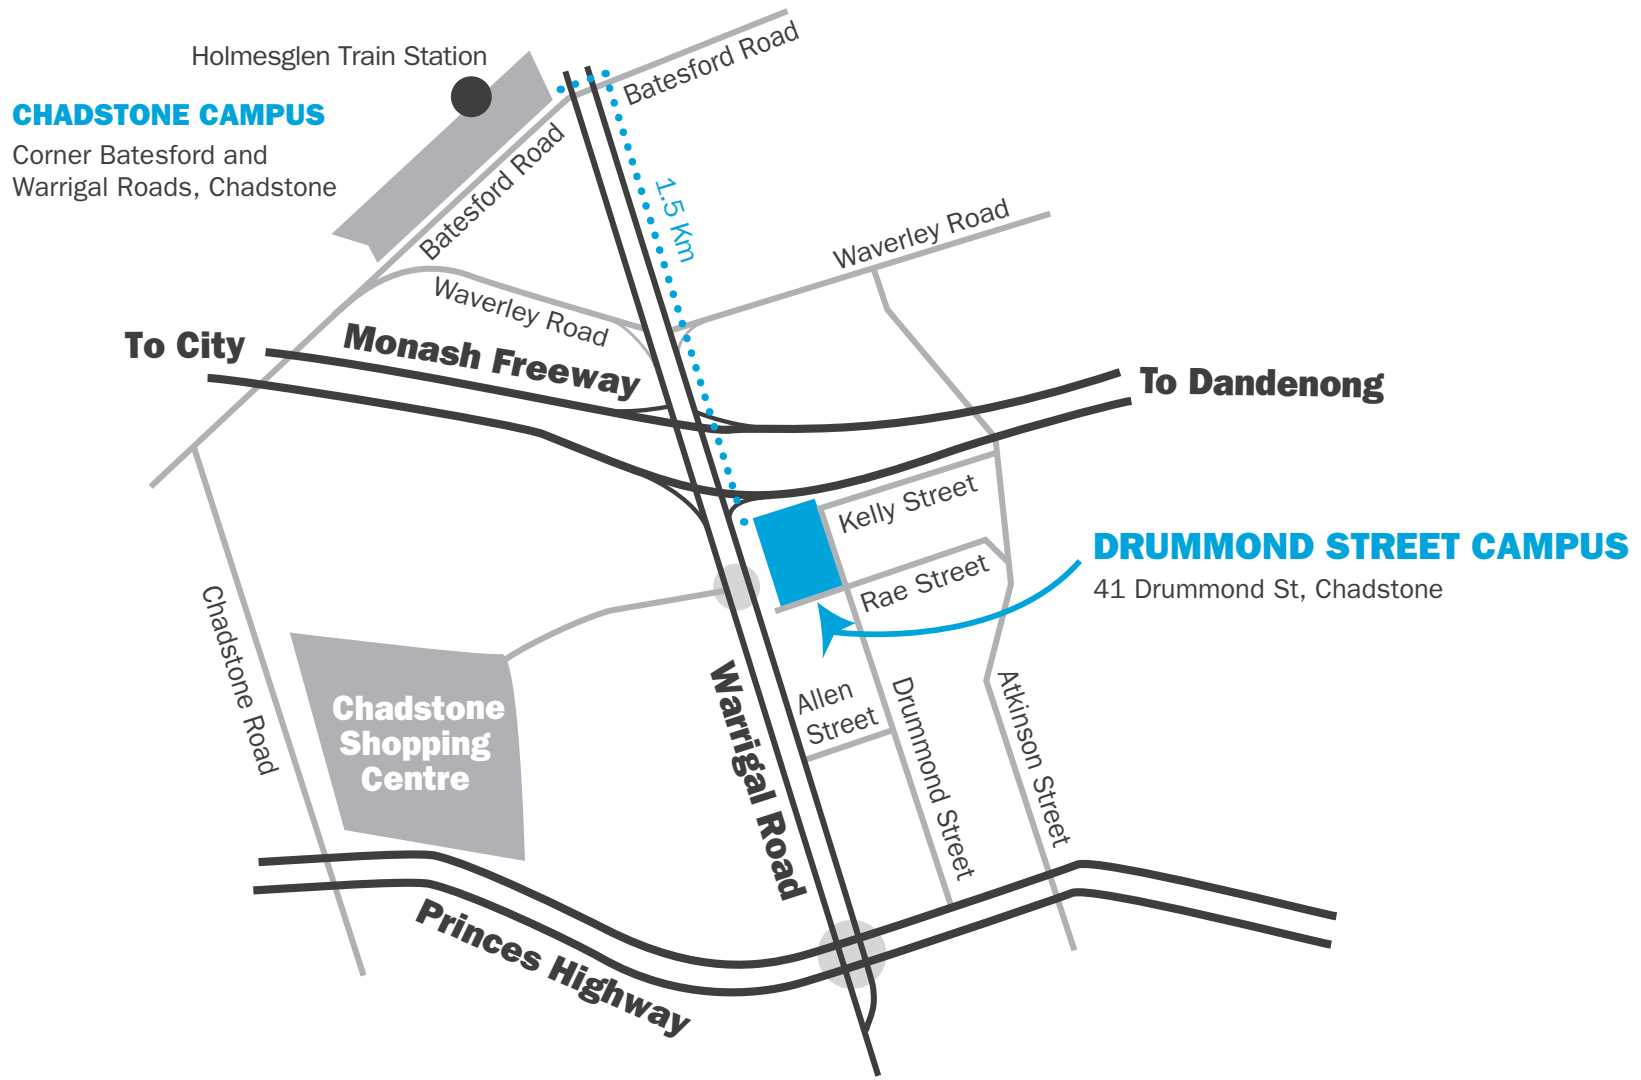 Holmesglen Train Station
CHADSTONE CAMPUS
Corner Batesford and
Warrigal Roads, Chadstone
Batesford Road
Batesford Road
1.5 Km
Waverley Road
Waverley Road
To City
Monash Freeway
To Dandenong
Kelly Street
DRUMMOND STREET CAMPUS
41 Drummond St, Chadstone
Rae Street
Chadstone Road
Chadstone
Shopping
Centre
Warrigal Road
Allen
Street
Drummond Street
Atkinson Street
Princes Highway